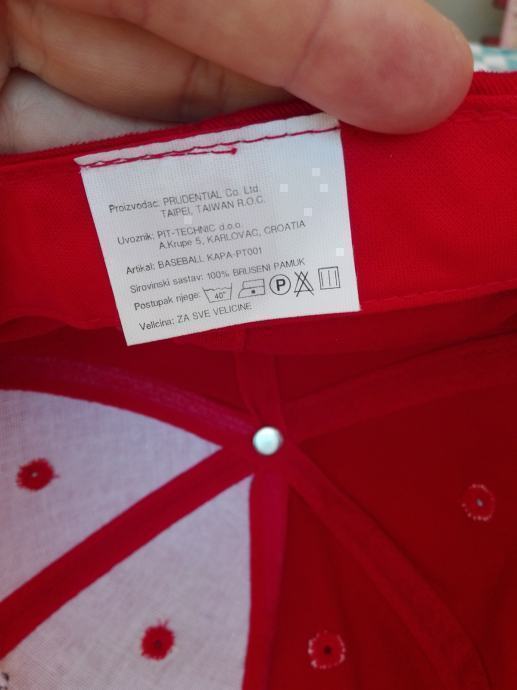 Proizvođač: PRUDENTIAL Co. Ltd.
TAIPEI, TAIWAN R.O.C.
Uvoznik: PIT-TECHNIC d.o.o.
A.Krupe 5, KARLOVAC, CROATIA
Artikal: BASEBALL KAPA-PT001
Sirovinski sastav: 100% BRUSENI PAMUK
Postupak njege: 40° P
Velicina: ZA SVE VELICINE